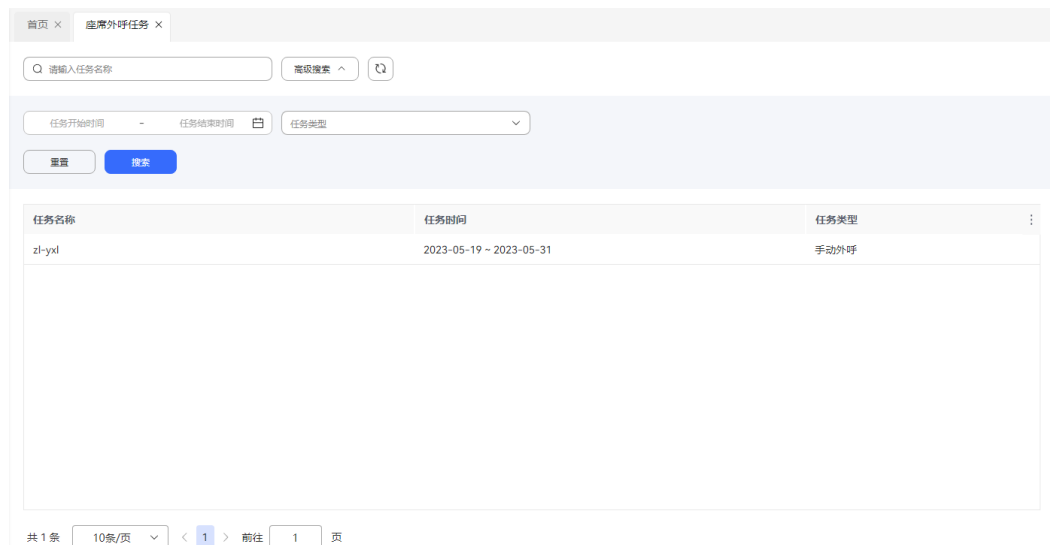 首页 座席外呼任务
请输入任务名称 高级搜索
任务开始时间 - 任务结束时间 任务类型
重置 搜索
任务名称 任务时间 任务类型
zl-yxl 2023-05-19 ~ 2023-05-31 手动外呼
共 1 条 10条/页 1 前往 1 页